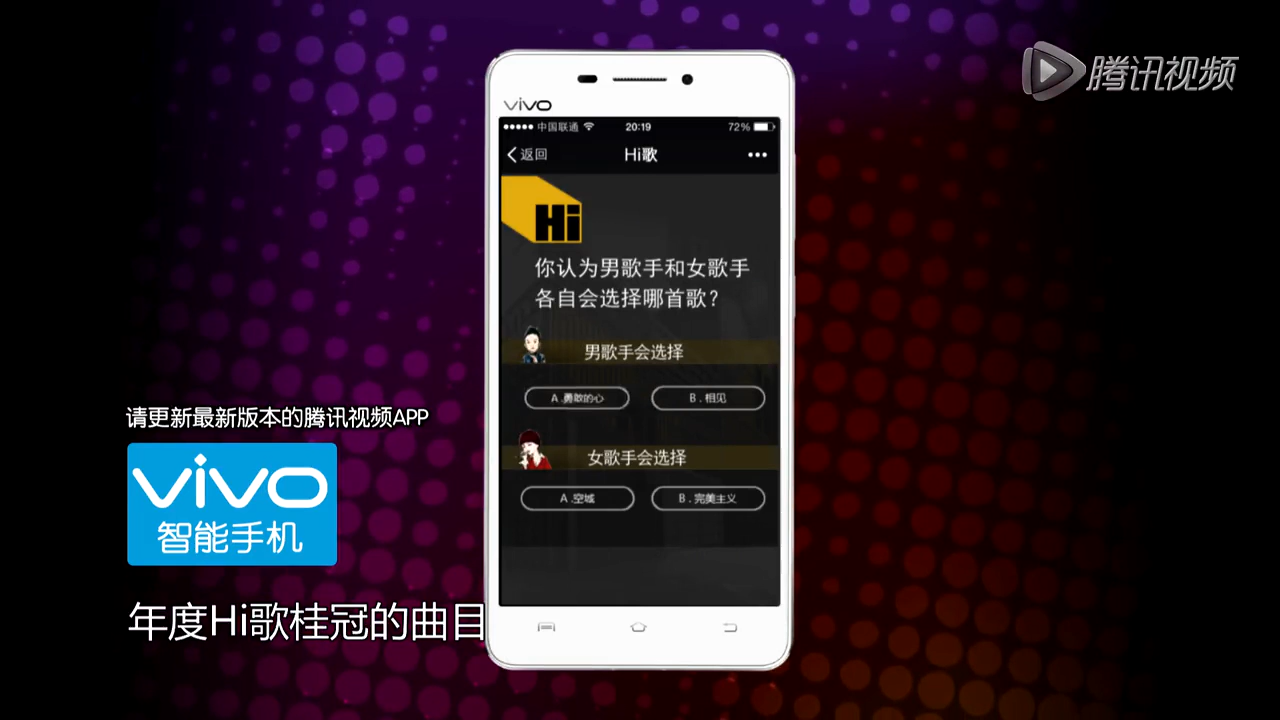 腾讯视频
vivo
中国联通 20:19 72%
返回 Hi歌
Hi
你认为男歌手和女歌手
各自会选择哪首歌?
男歌手会选择
A.勇敢的心 B.相见
女歌手会选择
A.空城 B.完美主义
请更新最新版本的腾讯视频APP
vivo
智能手机
年度Hi歌桂冠的曲目